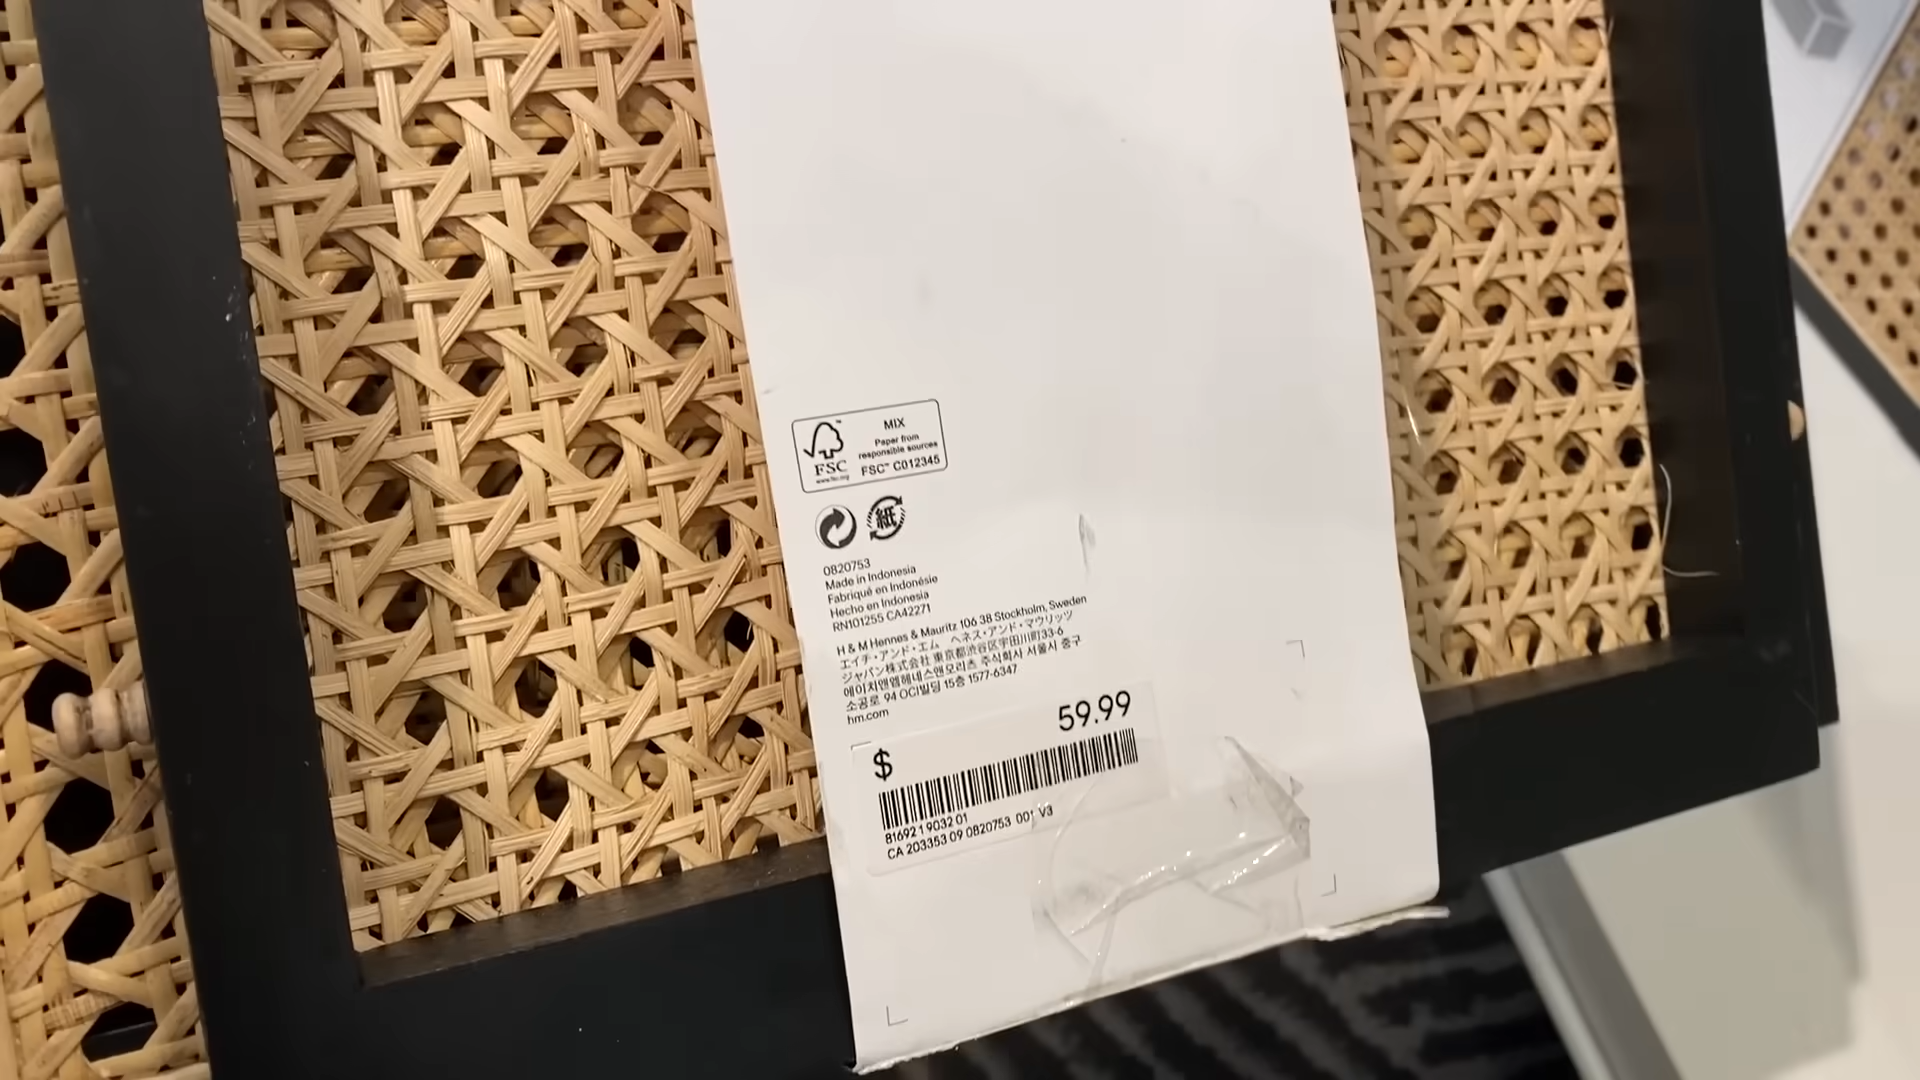 MIX
Paper from
responsible sources
FSC™ C012345
FSC
www.fsc.org
紙
0820753
Made in Indonesia
Fabriqué en Indonésie
Hecho en Indonesia
RN101255 CA42271
H & M Hennes & Mauritz 106 38 Stockholm, Sweden
エイチ・アンド・エム ヘネス・アンド・マウリッツ
ジャパン株式会社 東京都渋谷区宇田川町33-6
에이치앤엠헤네스앤모리츠 주식회사 서울시 중구
소공로 94 OCI빌딩 15층 1577-6347
hm.com
59.99
$
81692 1 9032 01
CA 203353 09 0820753 001 V3